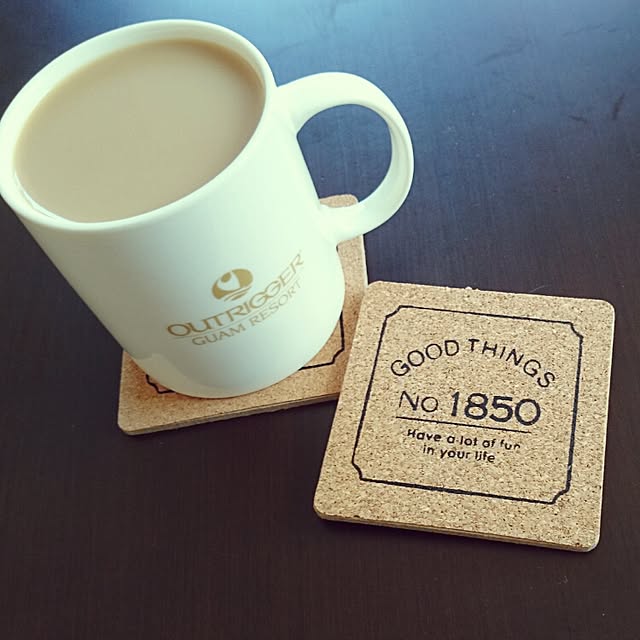 OUTRIGGER
GUAM RESORT
GOOD THINGS
No 1850
Have a lot of fun
in your life